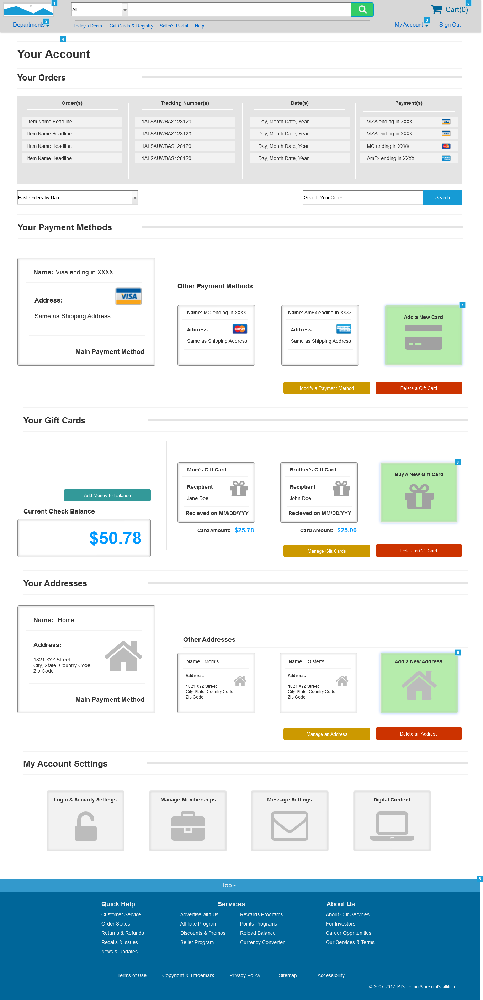 1
All
5
Cart(0)
2
Departments
Today's Deals Gift Cards & Registry Seller's Portal Help
3
My Account Sign Out
4
Your Account
Your Orders
Order(s) Tracking Number(s) Date(s) Payment(s)
Item Name Headline 1ALSAUWBAS128120 Day, Month Date, Year VISA ending in XXXX VISA
Item Name Headline 1ALSAUWBAS128120 Day, Month Date, Year VISA ending in XXXX VISA
Item Name Headline 1ALSAUWBAS128120 Day, Month Date, Year MC ending in XXXX
Item Name Headline 1ALSAUWBAS128120 Day, Month Date, Year AmEx ending in XXXX
Past Orders by Date
Search Your Order Search
Your Payment Methods
Name: Visa ending in XXXX
VISA
Address:
Same as Shipping Address
Main Payment Method
Other Payment Methods
Name: MC ending in XXXX
Address:
MasterCard
Same as Shipping Address
Name: AmEx ending in XXXX
Address:
AMERICAN EXPRESS
Same as Shipping Address
7
Add a New Card
Modify a Payment Method Delete a Gift Card
Your Gift Cards
Add Money to Balance
Current Check Balance
$50.78
Mom's Gift Card
Reciptient
Jane Doe
Recieved on MM/DD/YYY
Card Amount: $25.78
Brother's Gift Card
Reciptient
John Doe
Recieved on MM/DD/YYY
Card Amount: $25.00
8
Buy A New Gift Card
Manage Gift Cards Delete a Gift Card
Your Addresses
Name: Home
Address:
1821 XYZ Street
City, State, Country Code
Zip Code
Main Payment Method
Other Addresses
Name: Mom's
Address:
1821 XYZ Street
City, State, Country Code
Zip Code
Name: Sister's
Address:
1821 XYZ Street
City, State, Country Code
Zip Code
9
Add a New Address
Manage an Address Delete an Address
My Account Settings
Login & Security Settings Manage Memberships Message Settings Digital Content
6
Top
Quick Help Services About Us
Customer Service Advertise with Us Rewards Programs About Our Services
Order Status Affiliate Program Points Programs For Investors
Returns & Refunds Discounts & Promos Reload Balance Career Oppritunities
Recalls & Issues Seller Program Currency Converter Our Services & Terms
News & Updates
Terms of Use Copyright & Trademark Privacy Policy Sitemap Accessibility
© 2007-2017, PJ's Demo Store or it's affiliates